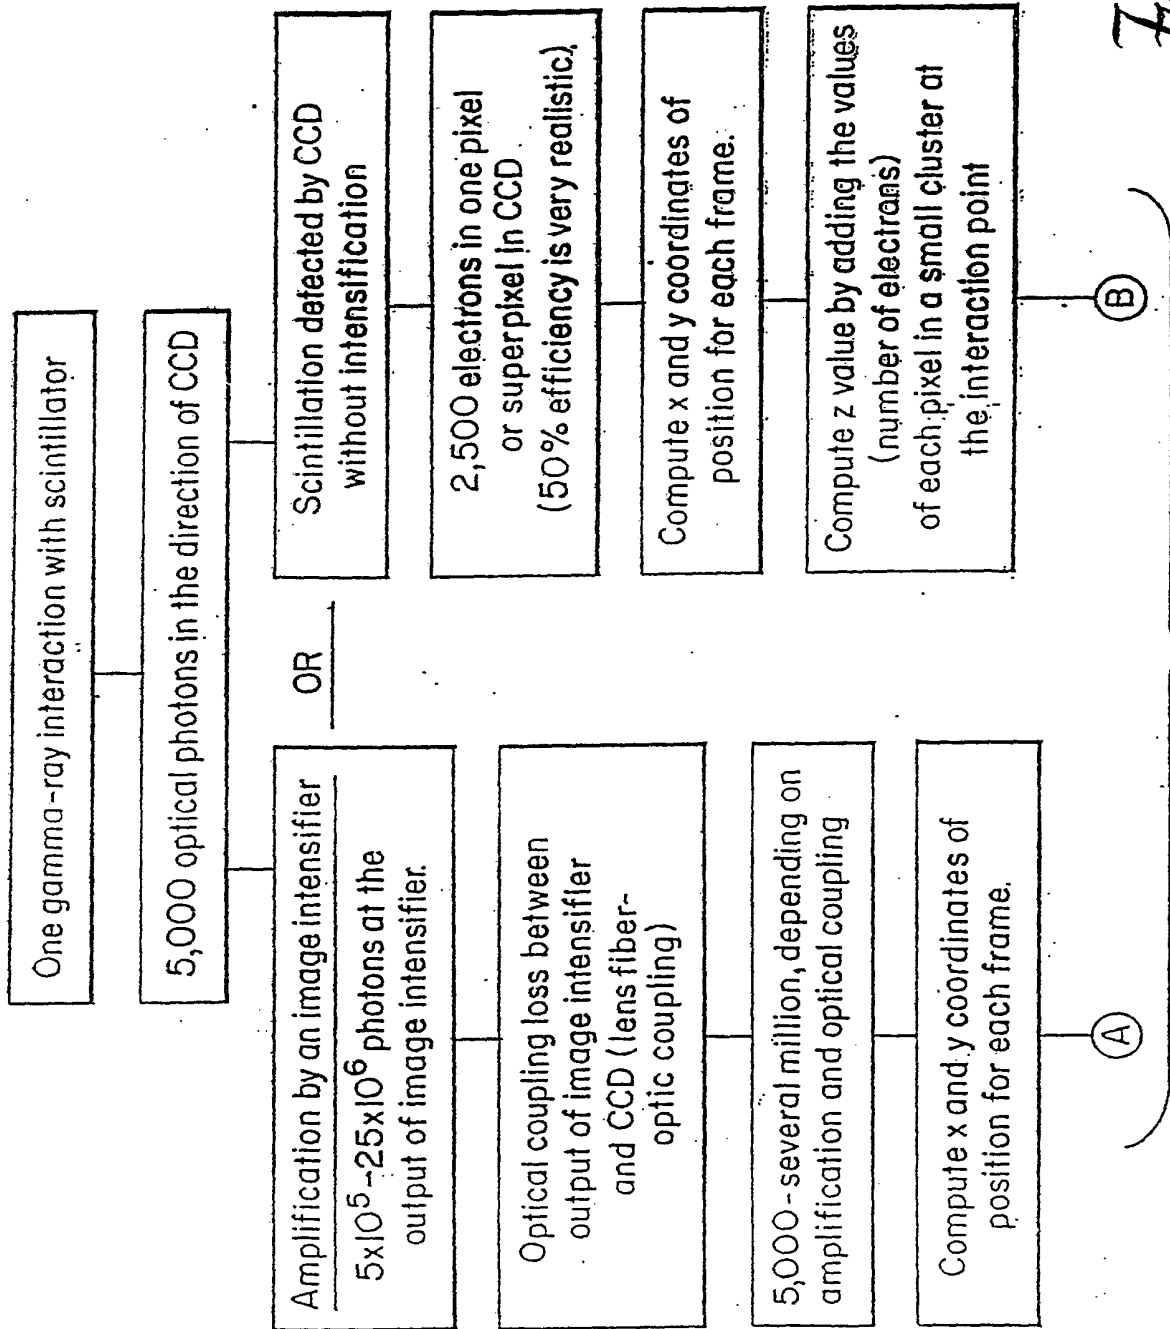 One gamma-ray interaction with scintillator
5,000 optical photons in the direction of CCD
Amplification by an image intensifier
5x10⁵-25x10⁶ photons at the
output of image intensifier.
Optical coupling loss between
output of image intensifier
and CCD (lens fiber-
optic coupling)
5,000-several million, depending on
amplification and optical coupling
Compute x and y coordinates of
position for each frame.
A
OR
Scintillation detected by CCD
without intensification
2,500 electrons in one pixel
or superpixel in CCD
(50% efficiency is very realistic)
Compute x and y coordinates of
position for each frame.
Compute z value by adding the values
(number of electrans)
of each pixel in a small cluster at
the interaction point
B